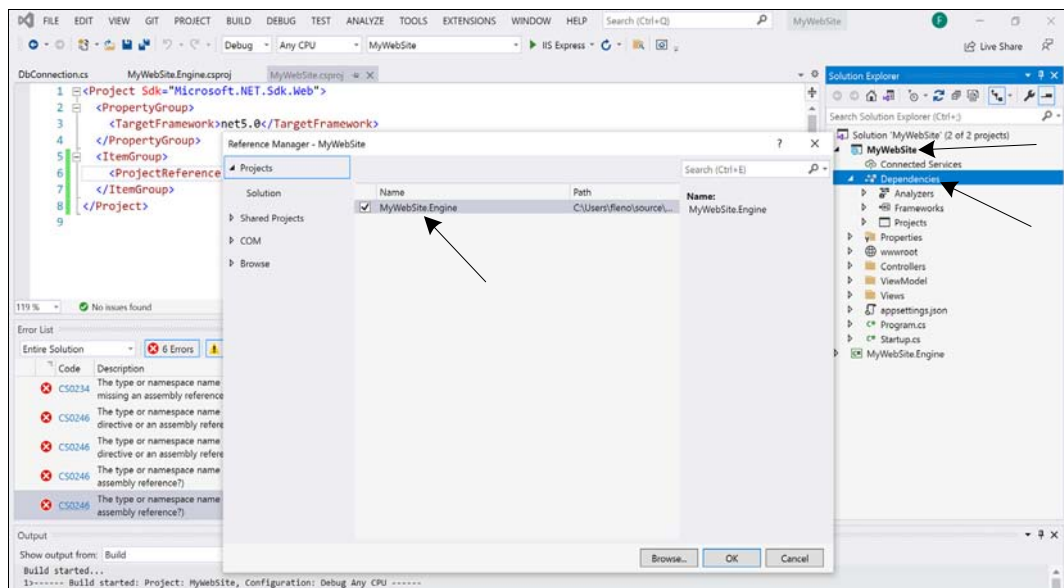 FILE EDIT VIEW GIT PROJECT BUILD DEBUG TEST ANALYZE TOOLS EXTENSIONS WINDOW HELP Search (Ctrl+Q) MyWebSite F
Debug Any CPU MyWebSite IIS Express Live Share
DbConnection.cs MyWebSite.Engine.csproj MyWebSite.csproj
1 <Project Sdk="Microsoft.NET.Sdk.Web">
2 <PropertyGroup>
3 <TargetFramework>net5.0</TargetFramework>
4 </PropertyGroup>
5 <ItemGroup>
6 <ProjectReference
7 </ItemGroup>
8 </Project>
9
119 % No issues found
Error List
Entire Solution 6 Errors
Code Description
CS0234 The type or namespace name
missing an assembly reference
CS0246 The type or namespace name
directive or an assembly refere
CS0246 The type or namespace name
directive or an assembly refere
CS0246 The type or namespace name
assembly reference?)
CS0246 The type or namespace name
assembly reference?)
Output
Show output from: Build
Build started...
1>------ Build started: Project: MyWebSite, Configuration: Debug Any CPU ------
Reference Manager - MyWebSite ? X
Projects
Solution
Shared Projects
COM
Browse
Search (Ctrl+E)
Name Path
MyWebSite.Engine C:\Users\fleno\source\...
Name:
MyWebSite.Engine
Browse... OK Cancel
Solution Explorer
Search Solution Explorer (Ctrl+;)
Solution 'MyWebSite' (2 of 2 projects)
MyWebSite
Connected Services
Dependencies
Analyzers
Frameworks
Projects
Properties
wwwroot
Controllers
ViewModel
Views
appsettings.json
C# Program.cs
C# Startup.cs
C# MyWebSite.Engine